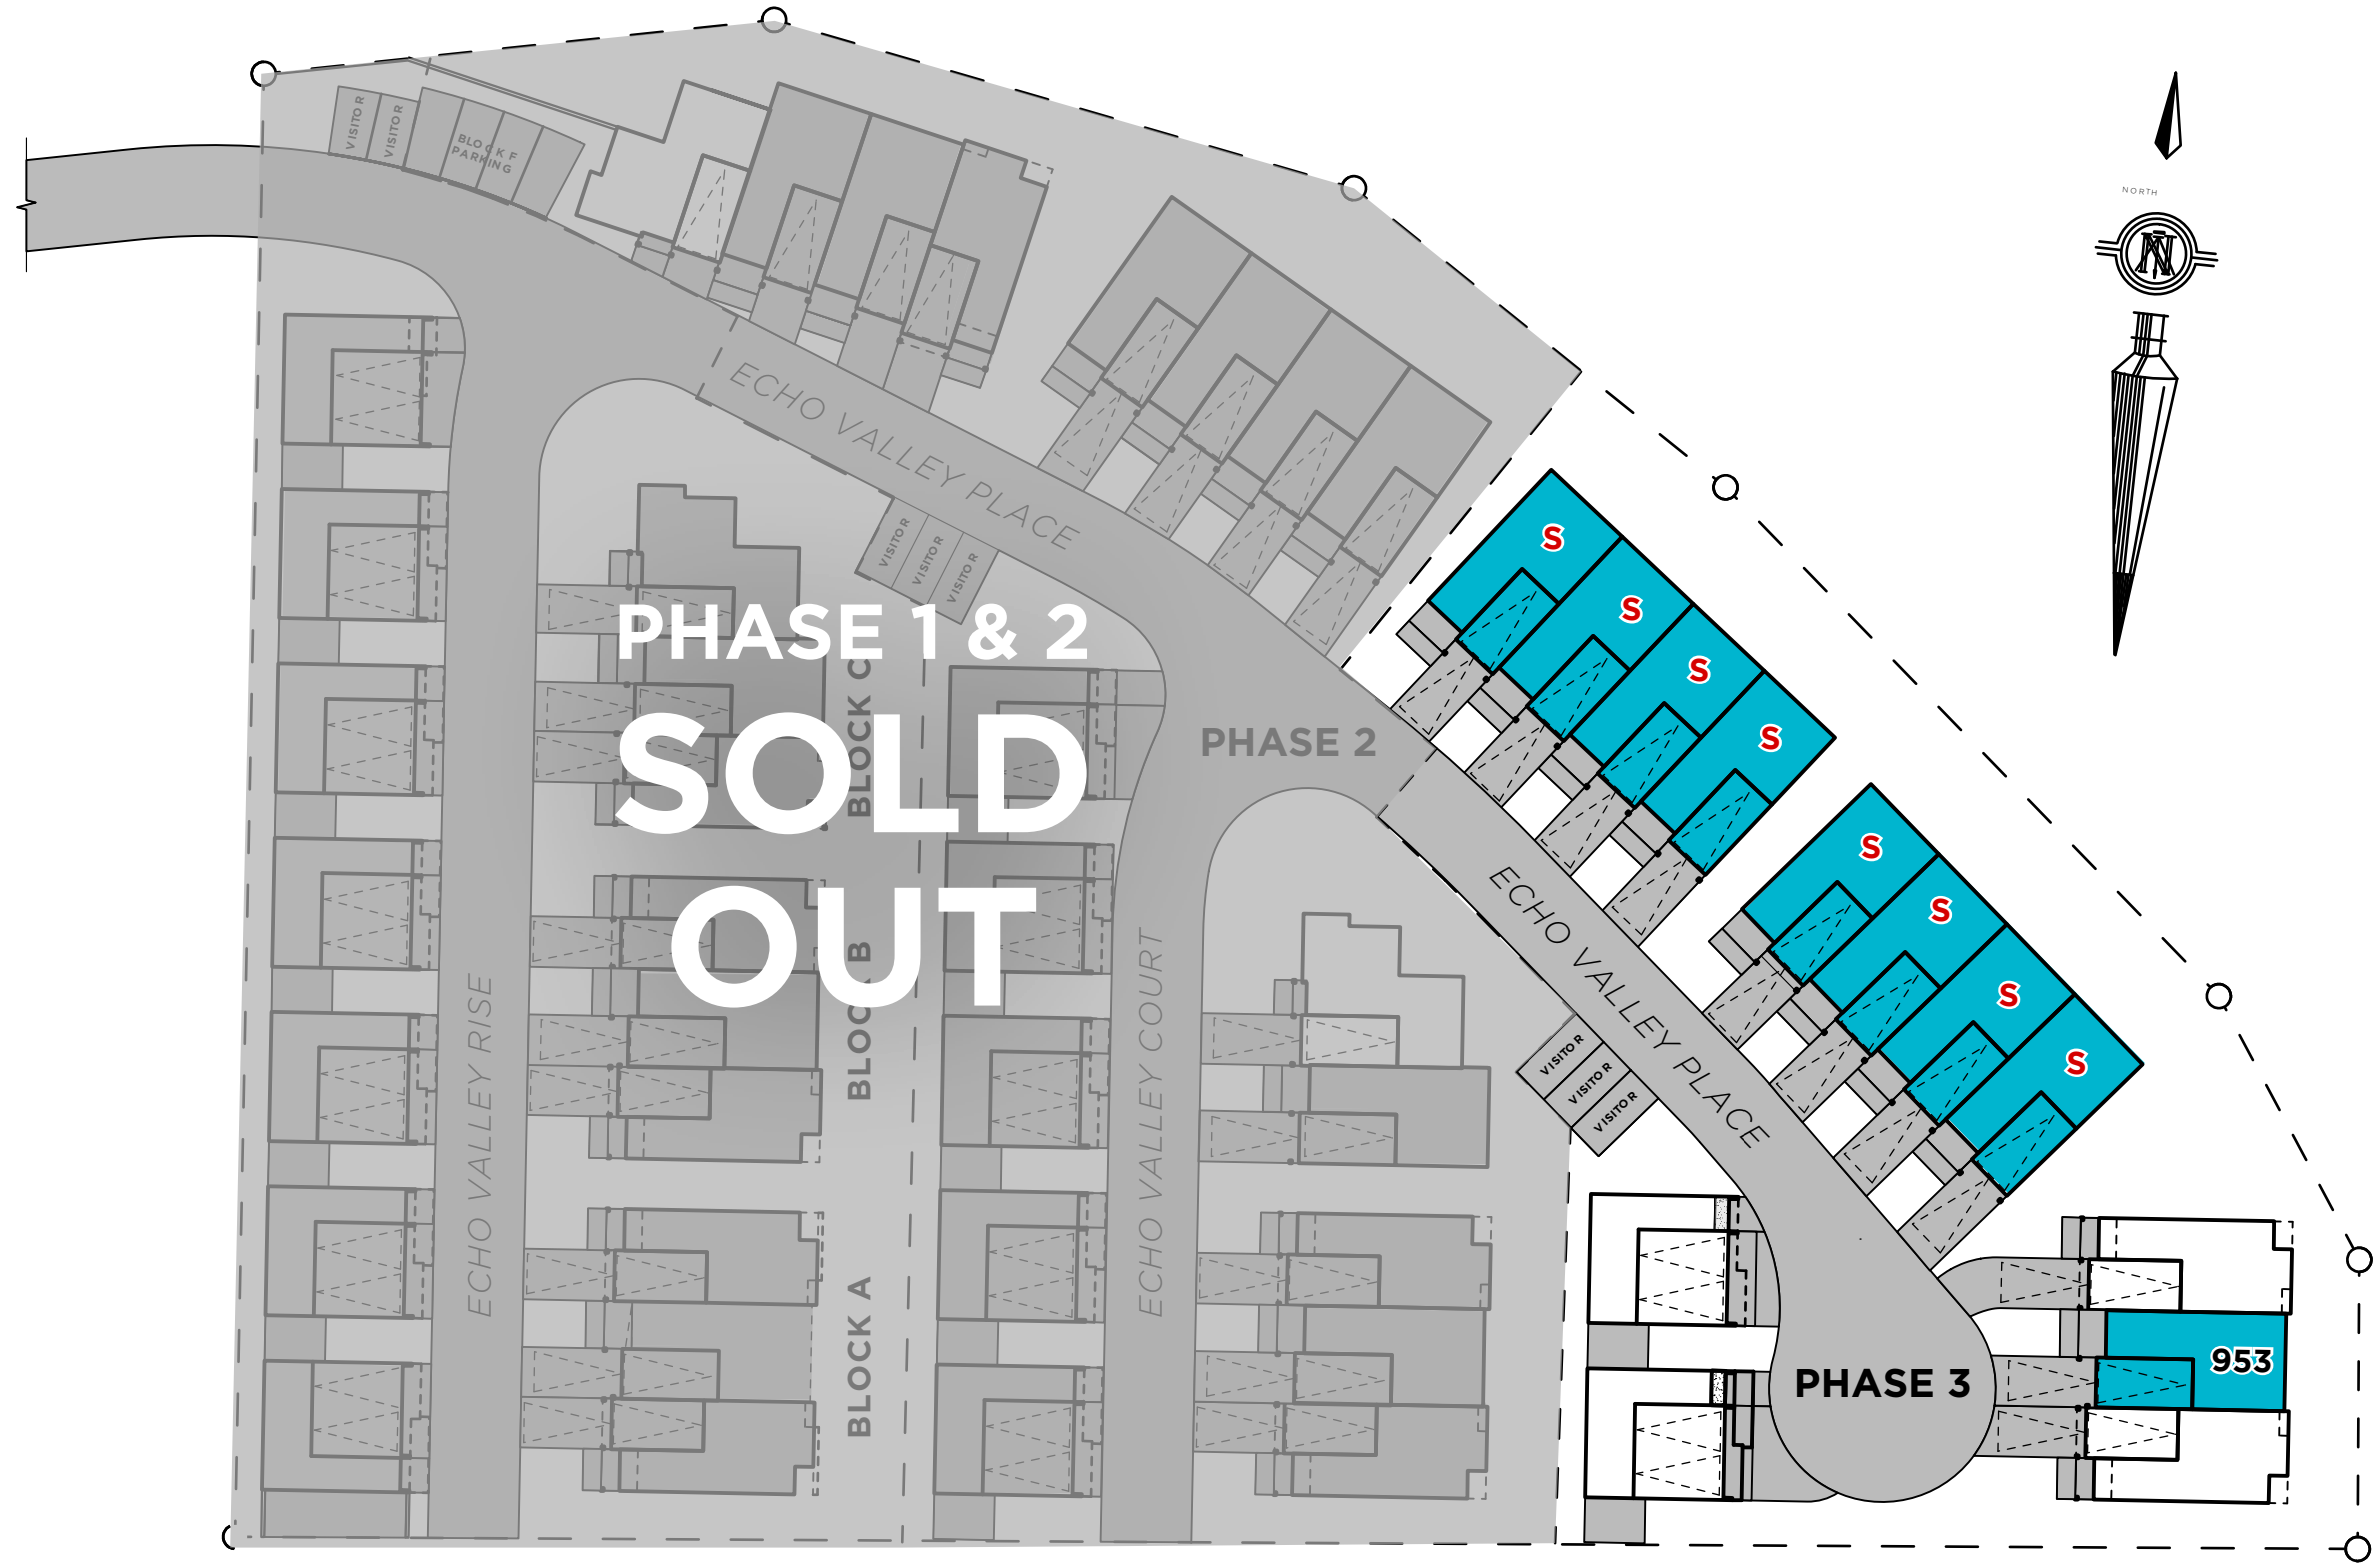 VISITOR
VISITOR
BLOCK F
PARKING
NORTH
N
ECHO VALLEY PLACE
VISITOR
VISITOR
VISITOR
S
S
S
S
PHASE 1 & 2
SOLD
OUT
BLOCK C
PHASE 2
S
S
S
S
ECHO VALLEY PLACE
BLOCK B
ECHO VALLEY RISE
ECHO VALLEY COURT
VISITOR
VISITOR
VISITOR
BLOCK A
PHASE 3
953